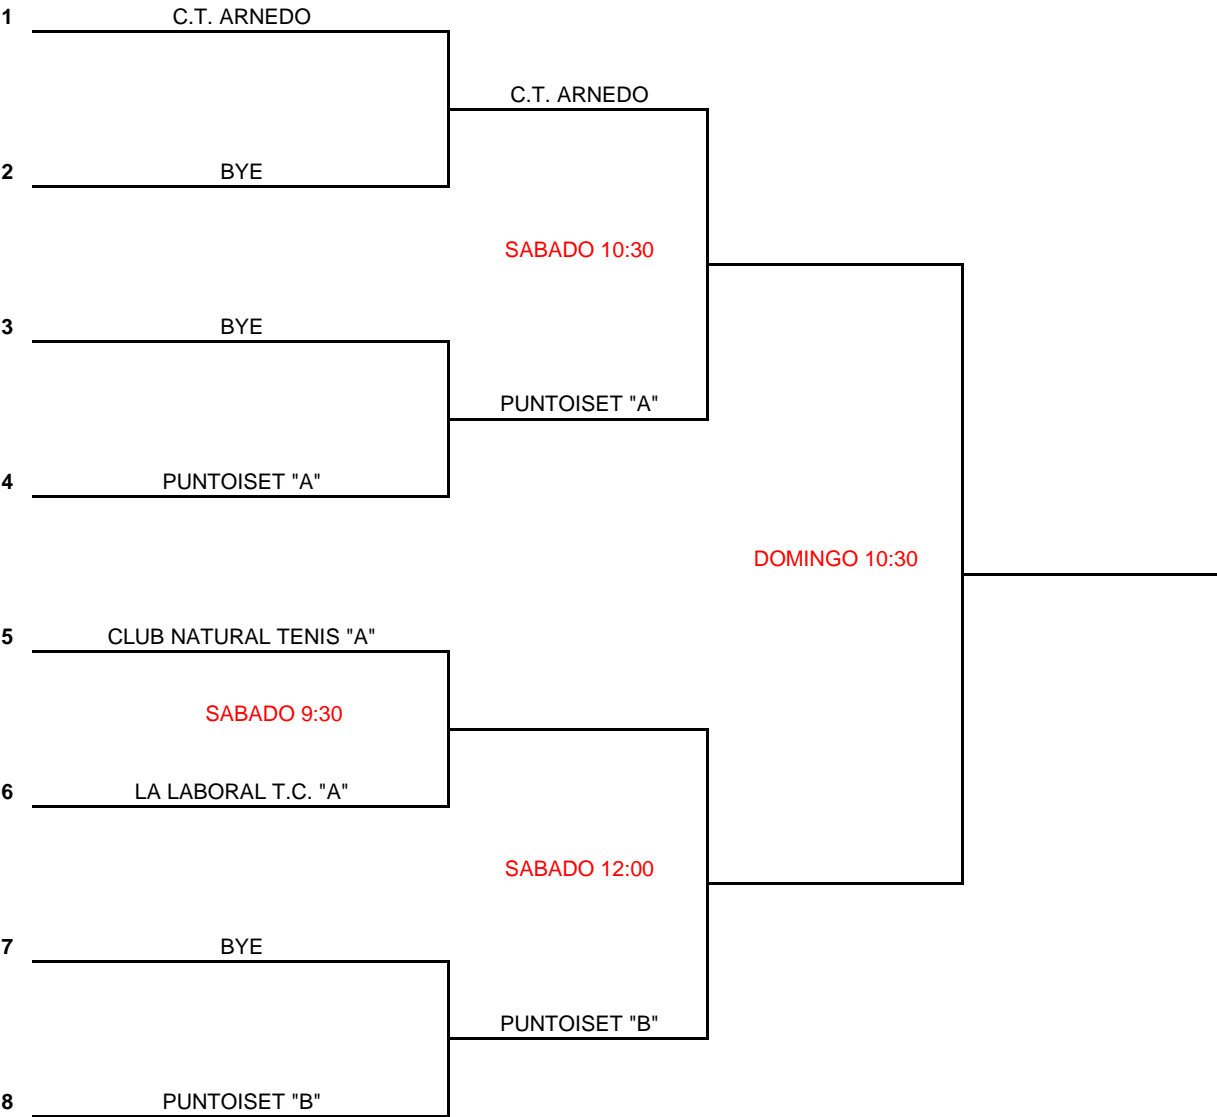 1 C.T. ARNEDO
C.T. ARNEDO
2 BYE
SABADO 10:30
3 BYE
PUNTOISET "A"
4 PUNTOISET "A"
DOMINGO 10:30
5 CLUB NATURAL TENIS "A"
SABADO 9:30
6 LA LABORAL T.C. "A"
SABADO 12:00
7 BYE
PUNTOISET "B"
8 PUNTOISET "B"